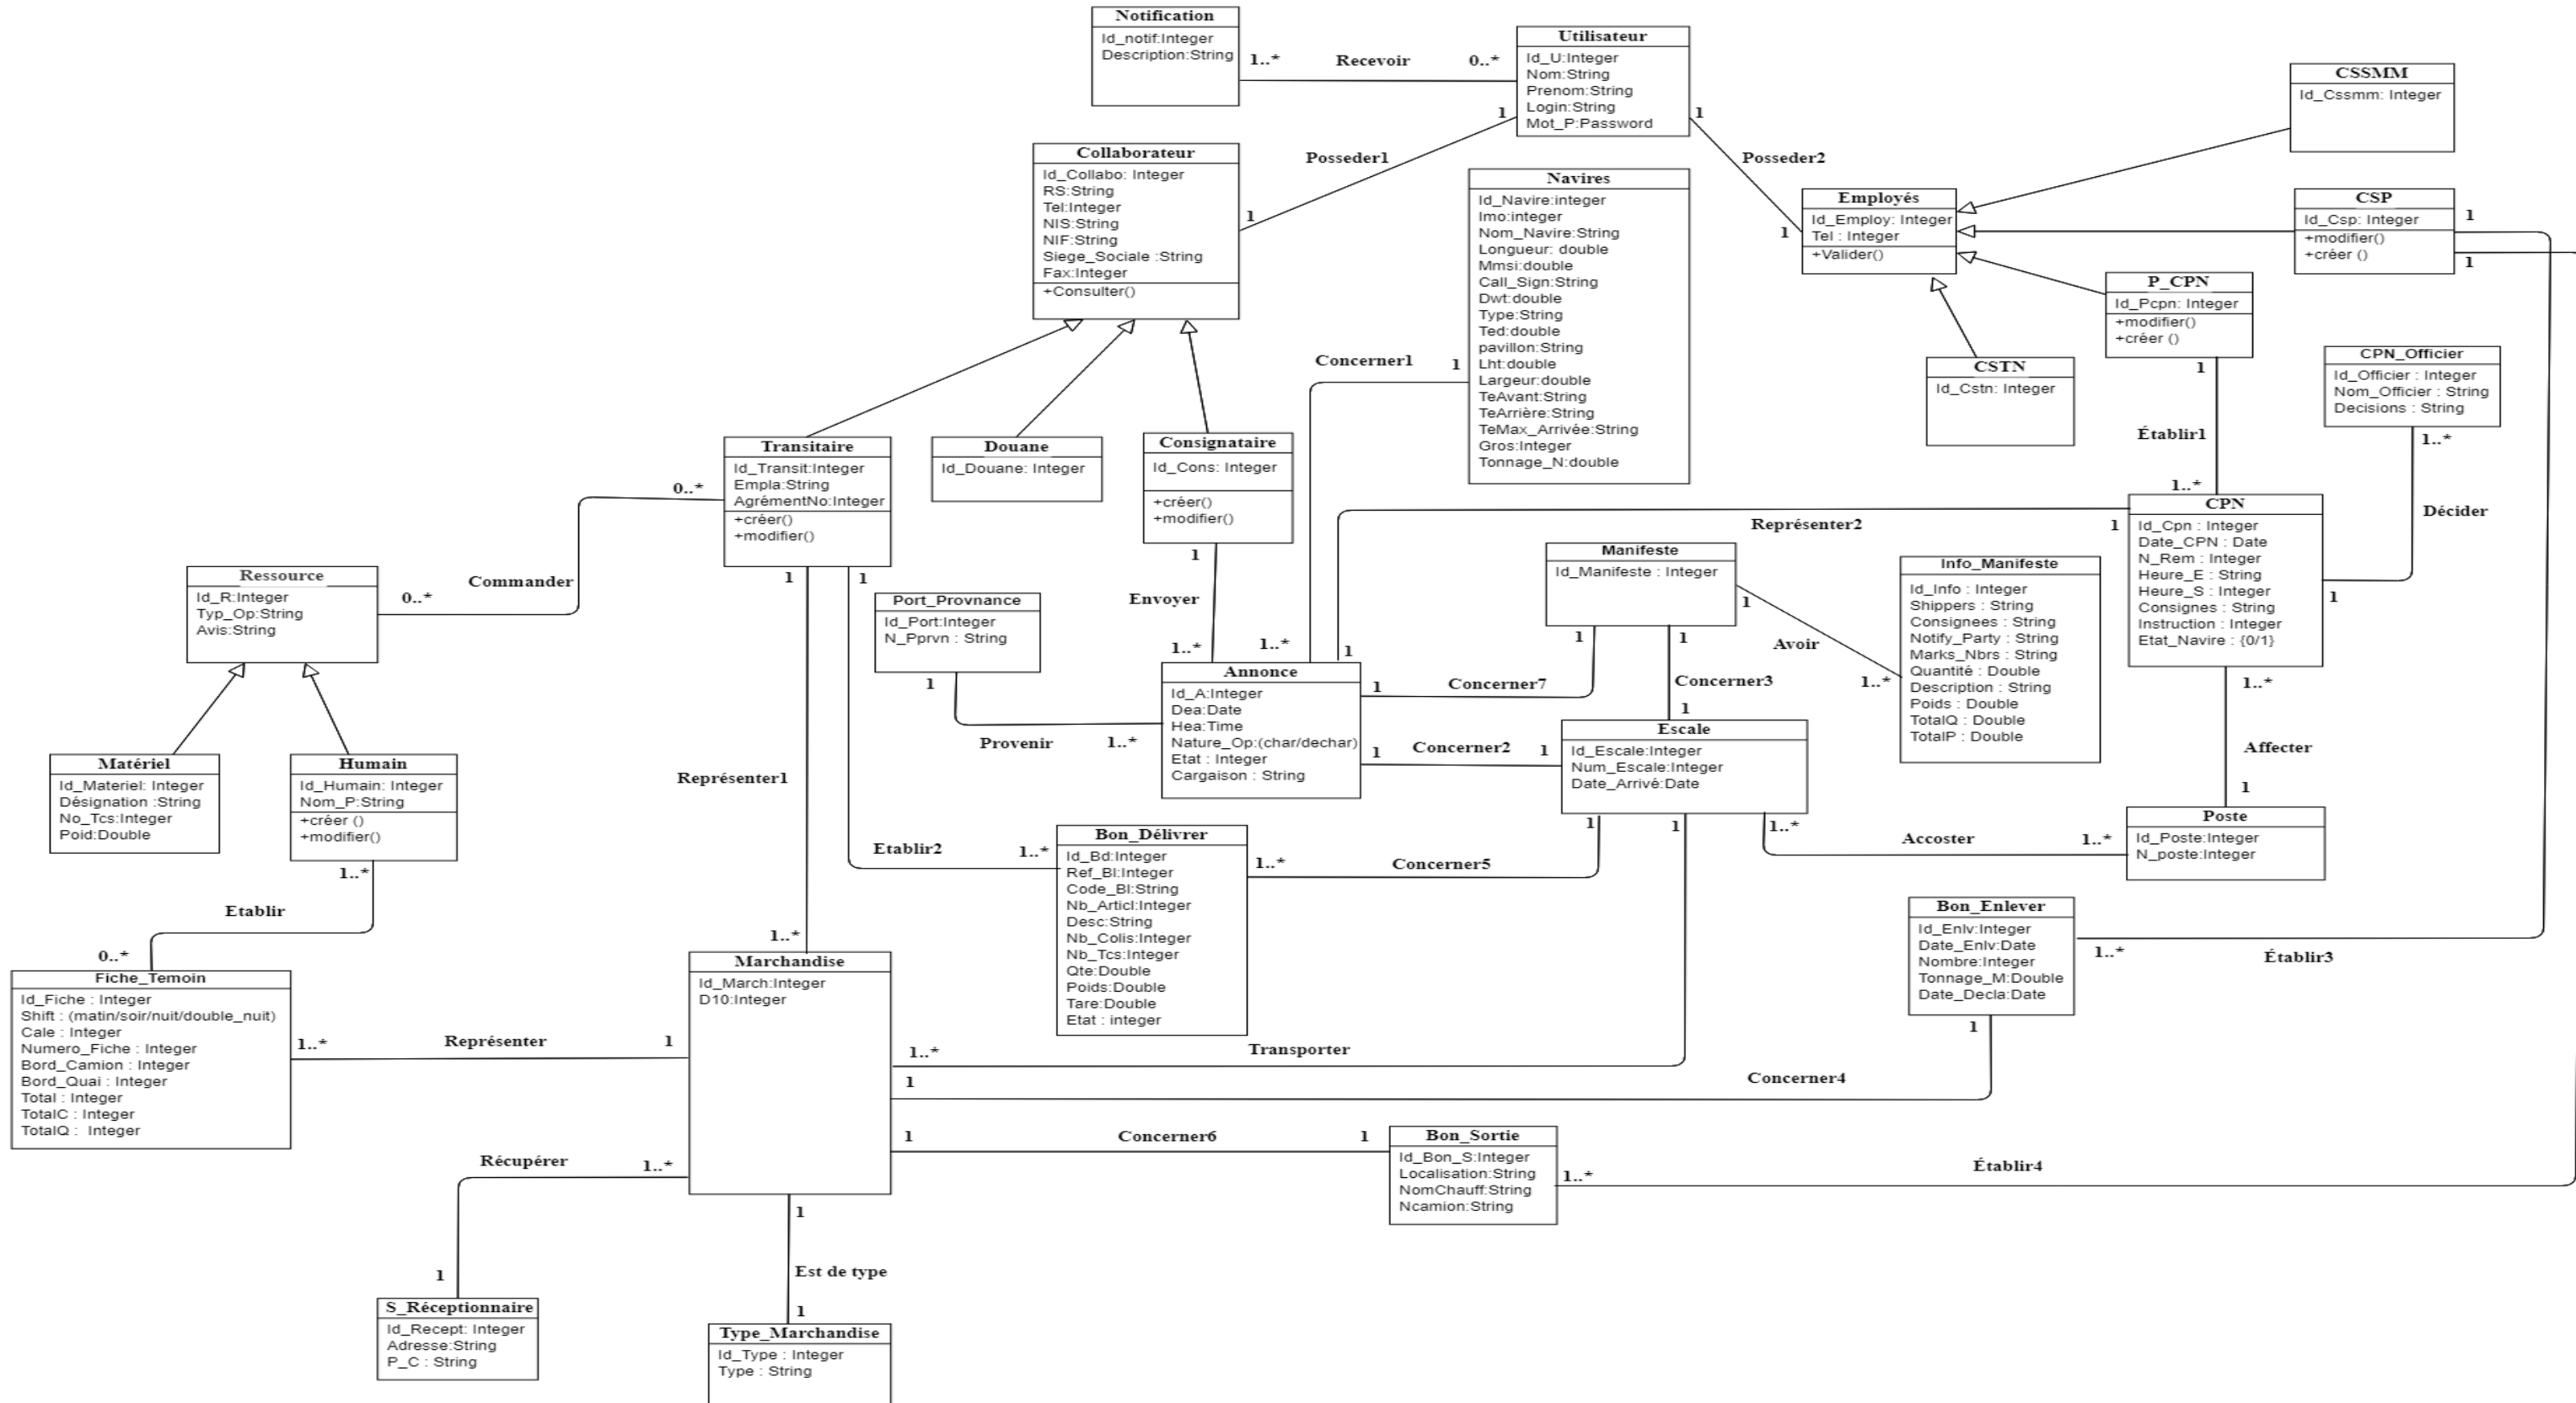 Notification
Id_notif:Integer
Description:String
1..*
Recevoir
0..*
Utilisateur
Id_U:Integer
Nom:String
Prenom:String
Login:String
Mot_P:Password
1
1
CSSMM
Id_Cssmm: Integer
Collaborateur
Id_Collabo: Integer
RS:String
Tel:Integer
NIS:String
NIF:String
Siege_Sociale :String
Fax:Integer
+Consulter()
Posseder1
1
Posseder2
1
Navires
Id_Navire:integer
Imo:integer
Nom_Navire:String
Longueur: double
Mmsi:double
Call_Sign:String
Dwt:double
Type:String
Ted:double
pavillon:String
Lht:double
Largeur:double
TeAvant:String
TeArrière:String
TeMax_Arrivée:String
Gros:Integer
Tonnage_N:double
Employés
Id_Employ: Integer
Tel : Integer
+Valider()
CSP
Id_Csp: Integer
+modifier()
+créer ()
1
1
P_CPN
Id_Pcpn: Integer
+modifier()
+créer ()
1
CSTN
Id_Cstn: Integer
CPN_Officier
Id_Officier : Integer
Nom_Officier : String
Decisions : String
1..*
Concerner1
1
Établir1
1..*
Décider
Transitaire
Id_Transit:Integer
Empla:String
AgrémentNo:Integer
+créer()
+modifier()
0..*
1
1
Douane
Id_Douane: Integer
Consignataire
Id_Cons: Integer
+créer()
+modifier()
1
Envoyer
1..*
1..*
Représenter2
1
1
CPN
Id_Cpn : Integer
Date_CPN : Date
N_Rem : Integer
Heure_E : String
Heure_S : Integer
Consignes : String
Instruction : Integer
Etat_Navire : {0/1}
1
1..*
Ressource
Id_R:Integer
Typ_Op:String
Avis:String
Commander
0..*
Port_Provnance
Id_Port:Integer
N_Pprvn : String
1
Provenir
1..*
Manifeste
Id_Manifeste : Integer
1
1
1
Avoir
1..*
Info_Manifeste
Id_Info : Integer
Shippers : String
Consignees : String
Notify_Party : String
Marks_Nbrs : String
Quantité : Double
Description : String
Poids : Double
TotalQ : Double
TotalP : Double
Annonce
Id_A:Integer
Dea:Date
Hea:Time
Nature_Op:(char/dechar)
Etat : Integer
Cargaison : String
1
Concerner7
Concerner3
1
1
Concerner2
1
Escale
Id_Escale:Integer
Num_Escale:Integer
Date_Arrivé:Date
1
1
1..*
Affecter
1
Accoster
1..*
Poste
Id_Poste:Integer
N_poste:Integer
Matériel
Id_Materiel: Integer
Désignation :String
No_Tcs:Integer
Poid:Double
Humain
Id_Humain: Integer
Nom_P:String
+créer ()
+modifier()
1..*
Etablir
0..*
Représenter1
1..*
Etablir2
1..*
Bon_Délivrer
Id_Bd:Integer
Ref_Bl:Integer
Code_Bl:String
Nb_Articl:Integer
Desc:String
Nb_Colis:Integer
Nb_Tcs:Integer
Qte:Double
Poids:Double
Tare:Double
Etat : integer
1..*
Concerner5
Bon_Enlever
Id_Enlv:Integer
Date_Enlv:Date
Nombre:Integer
Tonnage_M:Double
Date_Decla:Date
1..*
Établir3
1
Fiche_Temoin
Id_Fiche : Integer
Shift : (matin/soir/nuit/double_nuit)
Cale : Integer
Numero_Fiche : Integer
Bord_Camion : Integer
Bord_Quai : Integer
Total : Integer
TotalC : Integer
TotalQ :  Integer
1..*
Représenter
1
Marchandise
Id_March:Integer
D10:Integer
1..*
Transporter
1
Concerner4
1
Concerner6
1
Bon_Sortie
Id_Bon_S:Integer
Localisation:String
NomChauff:String
Ncamion:String
1..*
Établir4
Récupérer
1..*
1
S_Réceptionnaire
Id_Recept: Integer
Adresse:String
P_C : String
1
Est de type
1
Type_Marchandise
Id_Type : Integer
Type : String